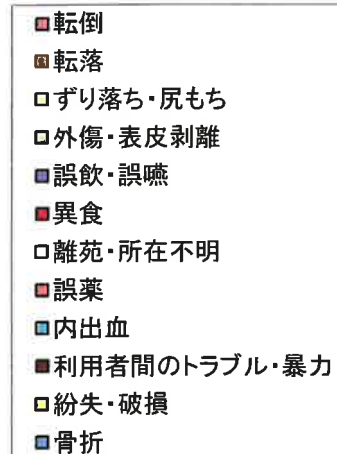 転倒
転落
ずり落ち・尻もち
外傷・表皮剥離
誤飲・誤嚥
異食
離苑・所在不明
誤薬
内出血
利用者間のトラブル・暴力
紛失・破損
骨折